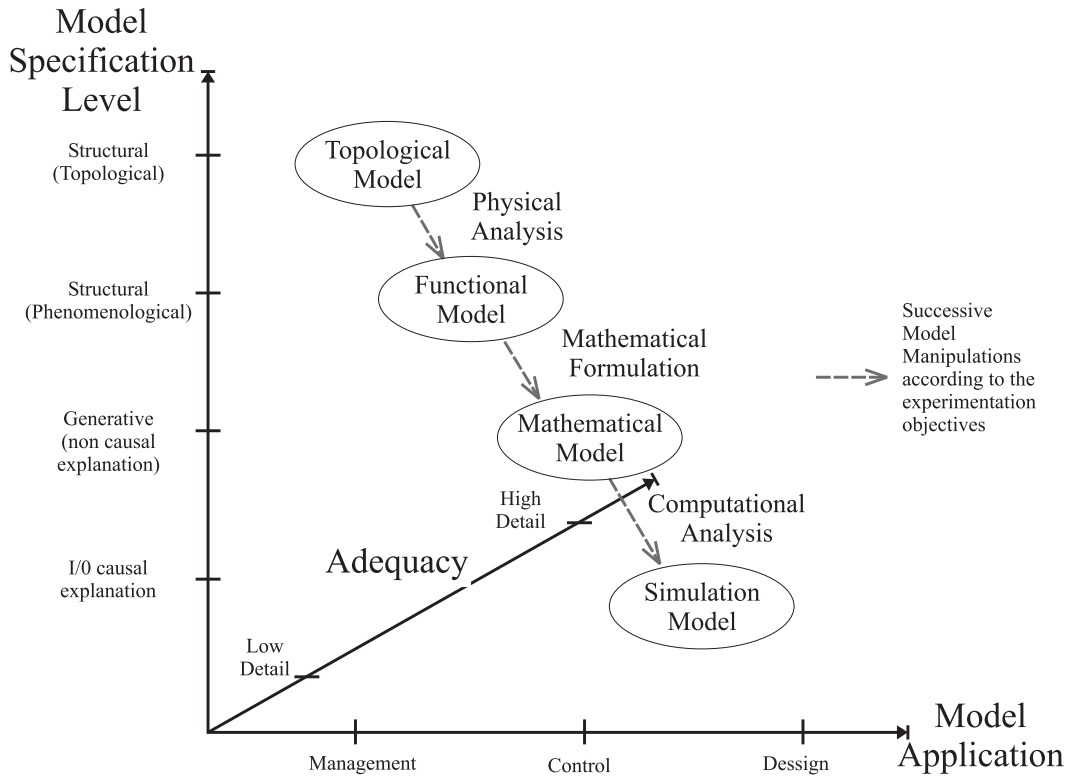 Model
Specification
Level
Structural
(Topological)
Topological
Model
Physical
Analysis
Structural
(Phenomenological)
Functional
Model
Mathematical
Formulation
Successive
Model
Manipulations
according to the
experimentation
objectives
Generative
(non causal
explanation)
Mathematical
Model
High
Detail
Computational
Analysis
Adequacy
I/0 causal
explanation
Simulation
Model
Low
Detail
Model
Application
Management
Control
Dessign